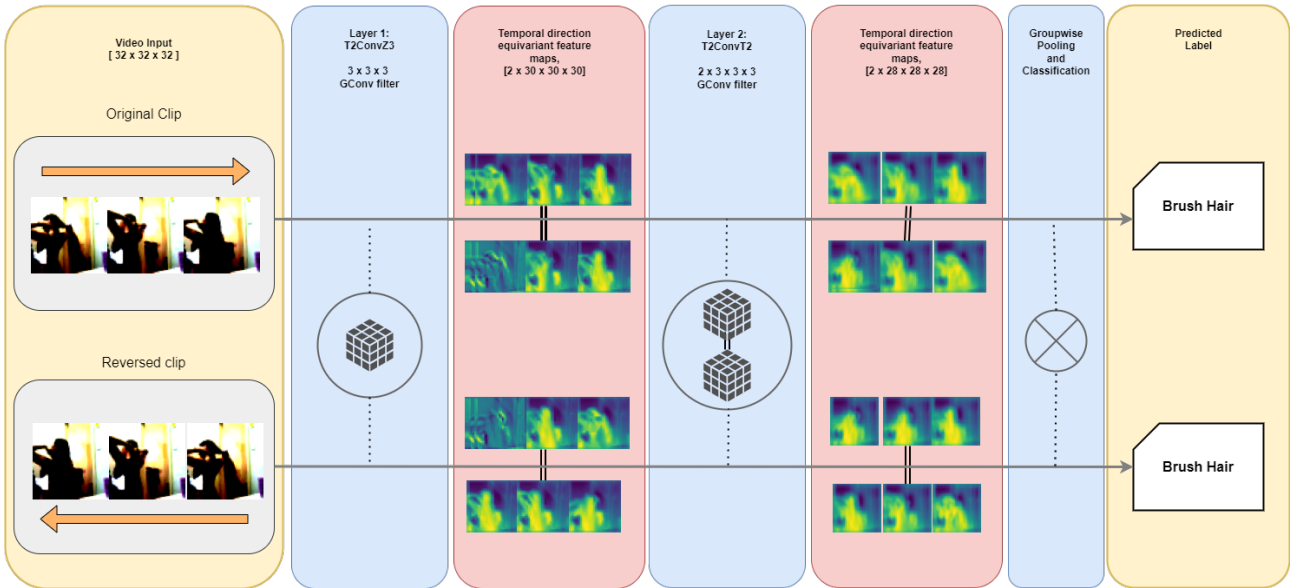 Video Input
[ 32 x 32 x 32 ]
Original Clip
Reversed clip
Layer 1:
T2ConvZ3
3 x 3 x 3
GConv filter
Temporal direction
equivariant feature
maps,
[2 x 30 x 30 x 30]
Layer 2:
T2ConvT2
2 x 3 x 3 x 3
GConv filter
Temporal direction
equivariant feature
maps,
[2 x 28 x 28 x 28]
Groupwise
Pooling
and
Classification
Predicted
Label
Brush Hair
Brush Hair